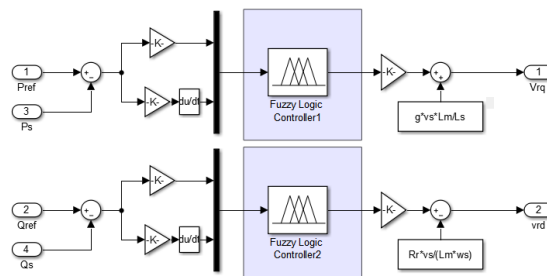 -K-
1
Pref
+
-
-K-
du/dt
3
Ps
Fuzzy Logic
Controller1
-K-
+
+
1
Vrq
g*vs*Lm/Ls
-K-
2
Qref
+
-
-K-
du/dt
4
Qs
Fuzzy Logic
Controller2
-K-
+
-
2
vrd
Rr*vs/(Lm*ws)